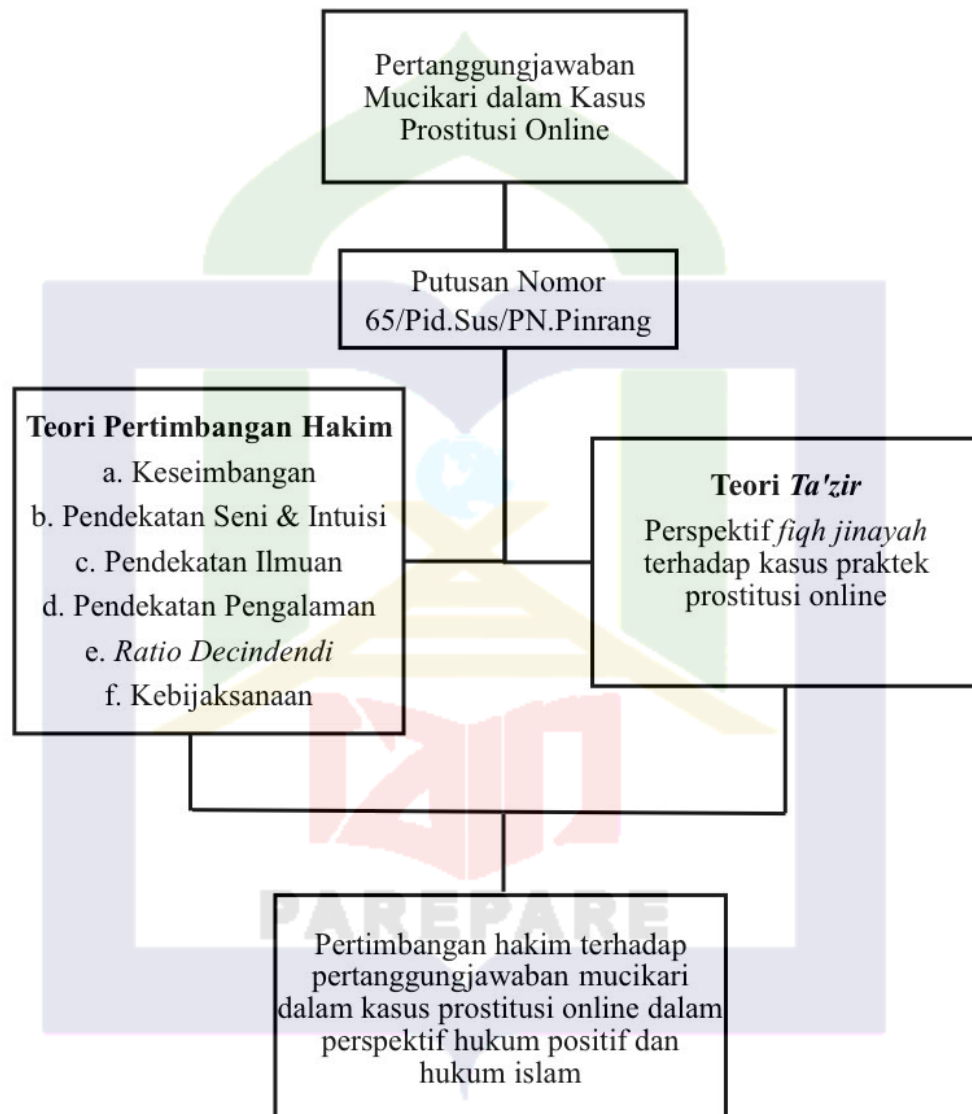 Pertanggungjawaban
Mucikari dalam Kasus
Prostitusi Online
Putusan Nomor
65/Pid.Sus/PN.Pinrang
Teori Pertimbangan Hakim
a. Keseimbangan
b. Pendekatan Seni & Intuisi
c. Pendekatan Ilmuan
d. Pendekatan Pengalaman
e. Ratio Decindendi
f. Kebijaksanaan
Teori Ta'zir
Perspektif fiqh jinayah
terhadap kasus praktek
prostitusi online
PAREPARE
Pertimbangan hakim terhadap
pertanggungjawaban mucikari
dalam kasus prostitusi online dalam
perspektif hukum positif dan
hukum islam